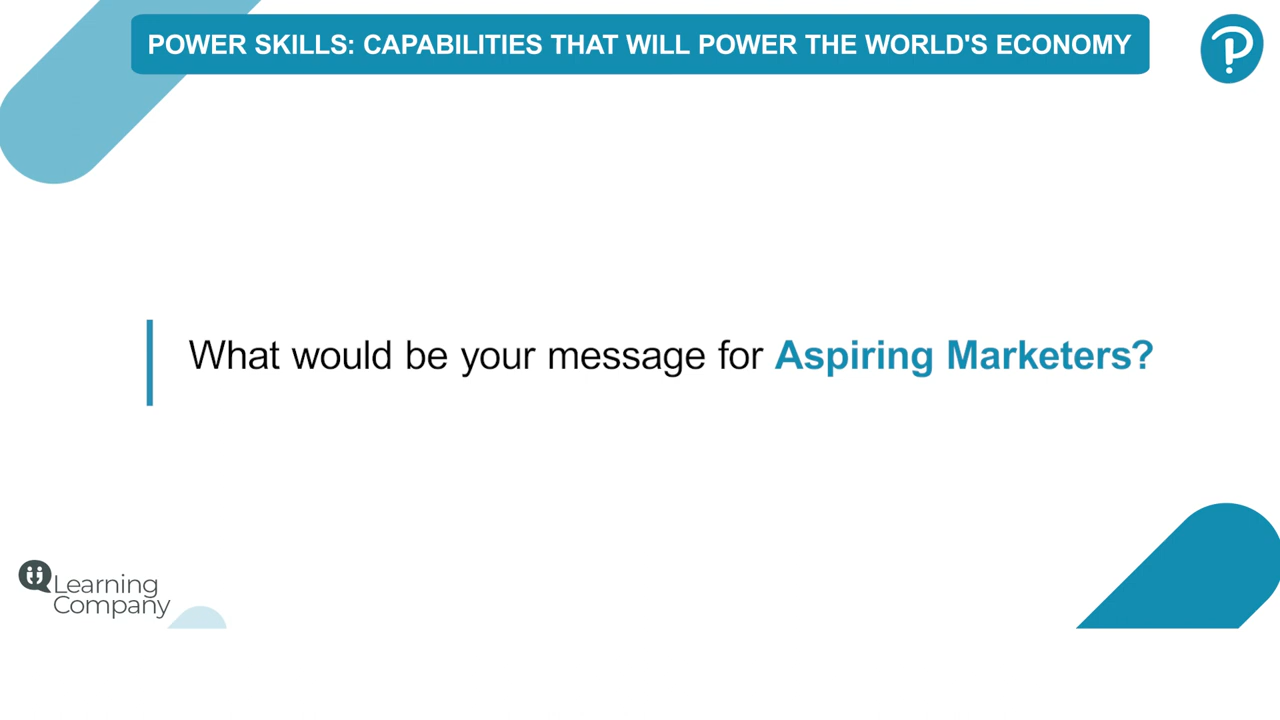 POWER SKILLS: CAPABILITIES THAT WILL POWER THE WORLD'S ECONOMY
What would be your message for Aspiring Marketers?
Learning
Company